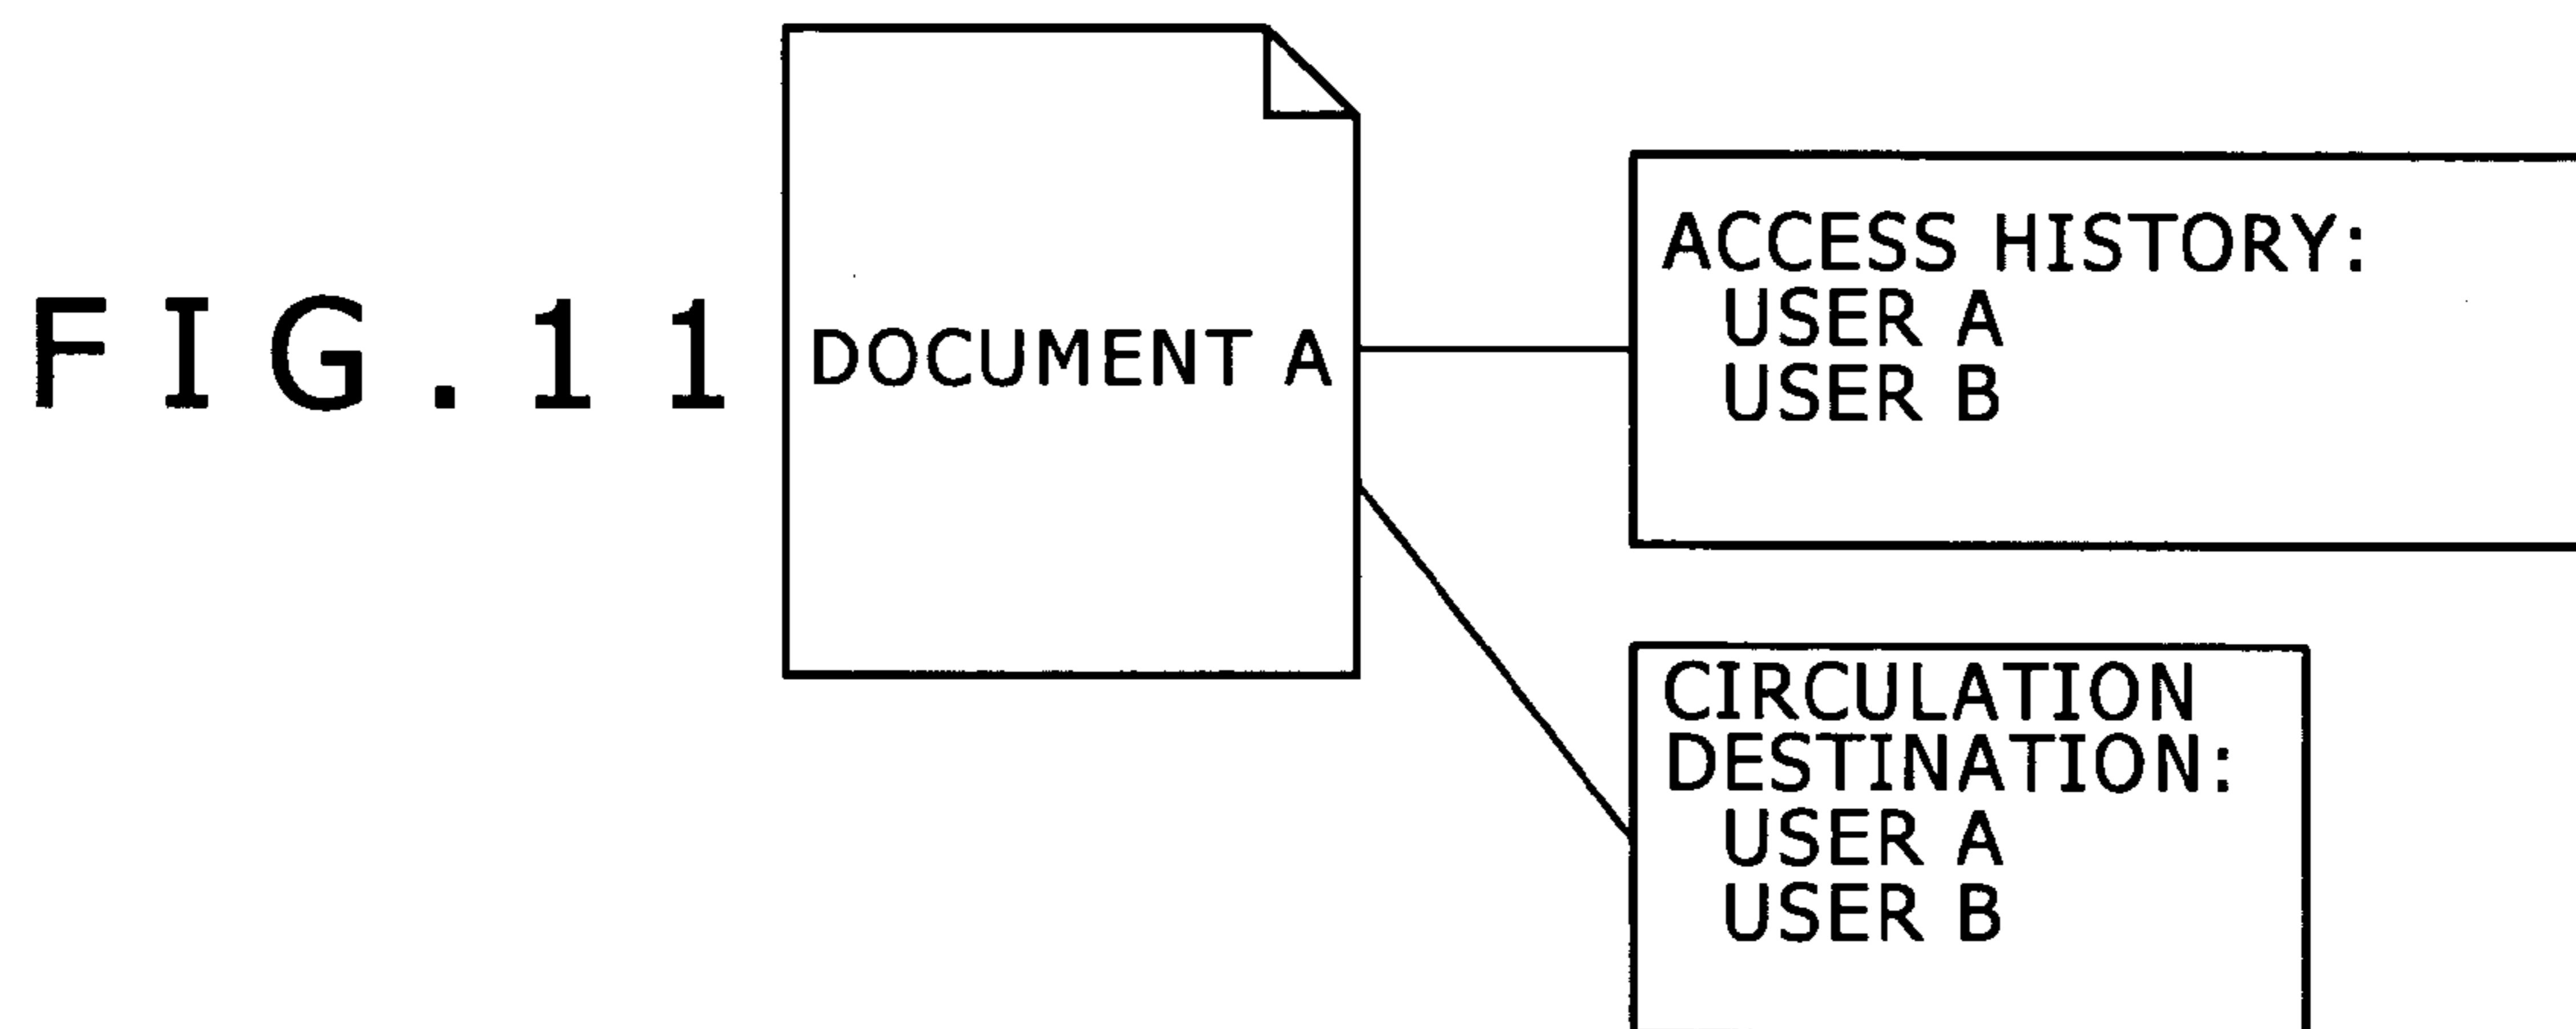 FIG.11
DOCUMENT A
ACCESS HISTORY:
USER A
USER B
CIRCULATION
DESTINATION:
USER A
USER B